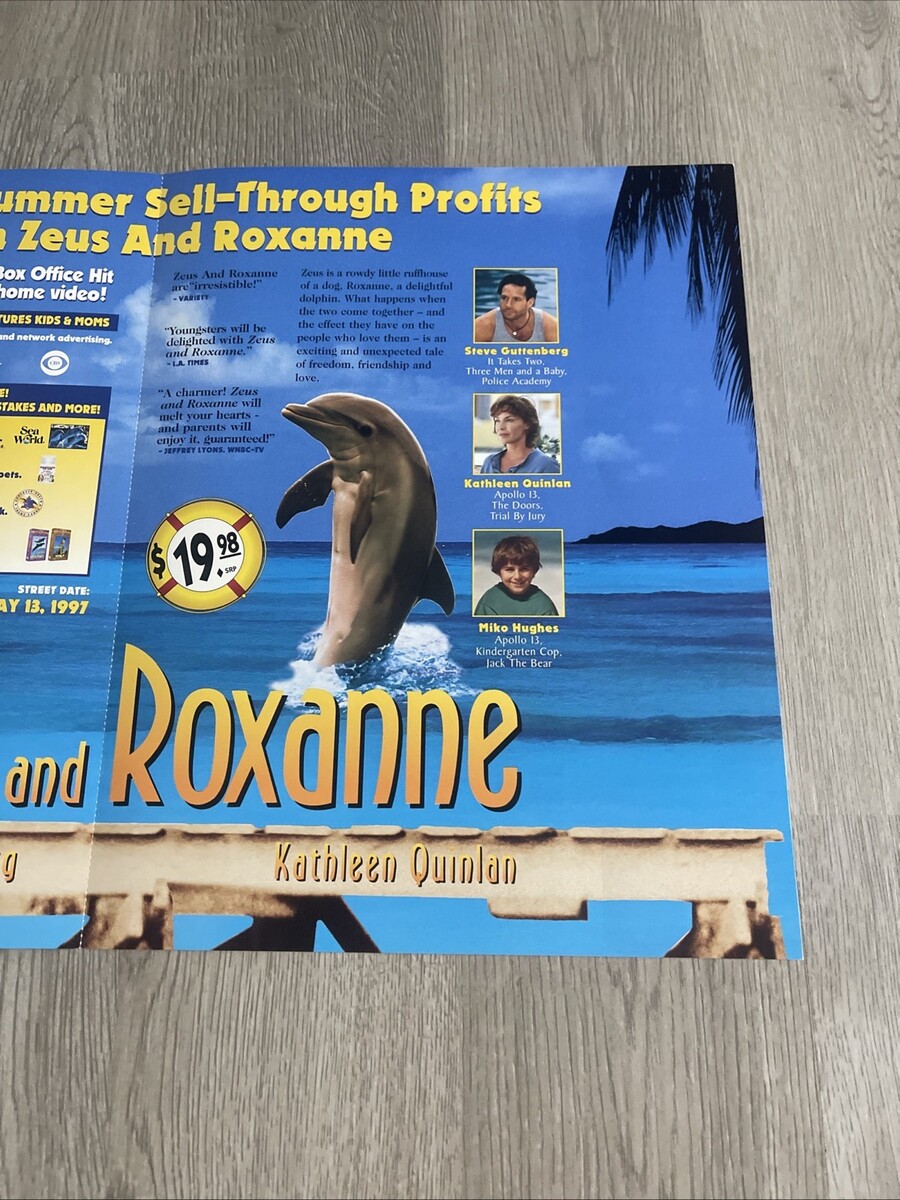 ummer Sell-Through Profits
Zeus And Roxanne
Box Office Hit
home video!
TURES KIDS & MOMS
and network advertising.
CBS
E!
STAKES AND MORE!
Sea
World.
pets.
k.
STREET DATE:
AY 13, 1997
Zeus And Roxanne
are "irresistible!"
- VARIETY
"Youngsters will be
delighted with Zeus
and Roxanne."
- L.A. TIMES
"A charmer! Zeus
and Roxanne will
melt your hearts -
and parents will
enjoy it, guaranteed!"
- JEFFREY LYONS, WNBC-TV
Zeus is a rowdy little ruffhouse
of a dog. Roxanne, a delightful
dolphin. What happens when
the two come together – and
the effect they have on the
people who love them – is an
exciting and unexpected tale
of freedom, friendship and
love.
$19.98
SRP
Steve Guttenberg
It Takes Two,
Three Men and a Baby,
Police Academy
Kathleen Quinlan
Apollo 13,
The Doors,
Trial By Jury
Miko Hughes
Apollo 13,
Kindergarten Cop,
Jack The Bear
and Roxanne
g
Kathleen Quinlan